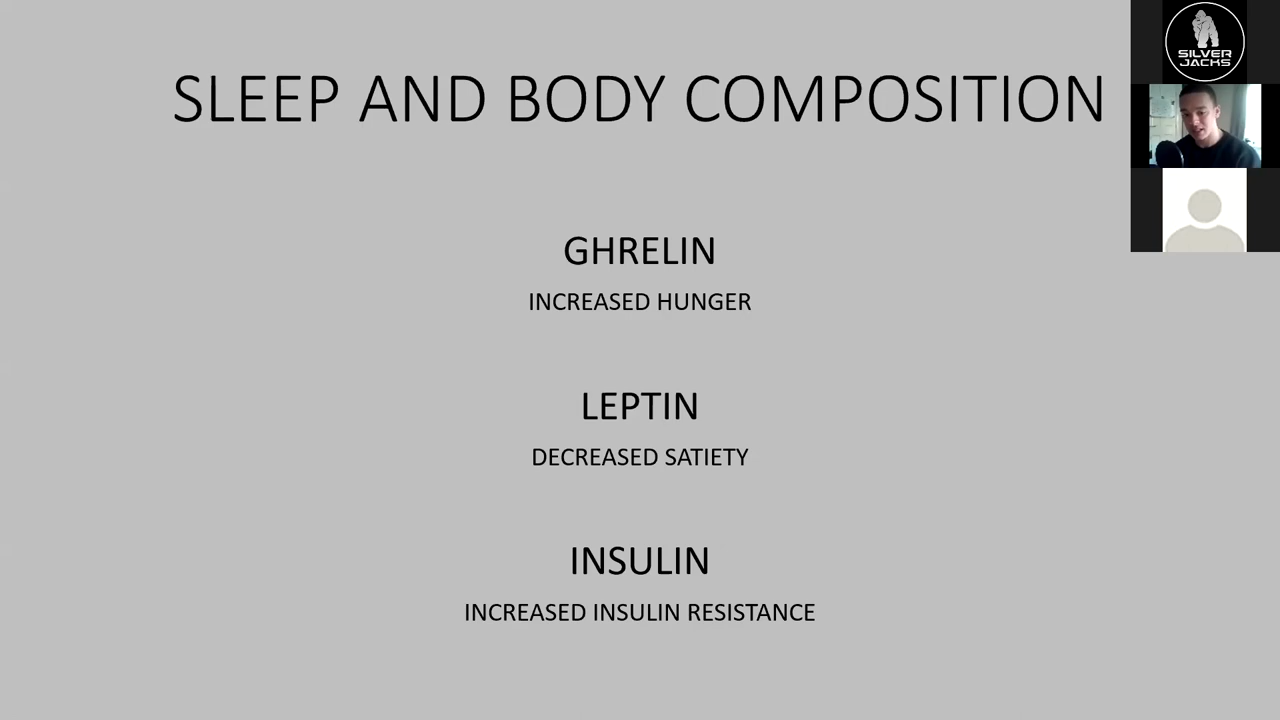 SLEEP AND BODY COMPOSITION
GHRELIN
INCREASED HUNGER
LEPTIN
DECREASED SATIETY
INSULIN
INCREASED INSULIN RESISTANCE
SILVER
JACKS